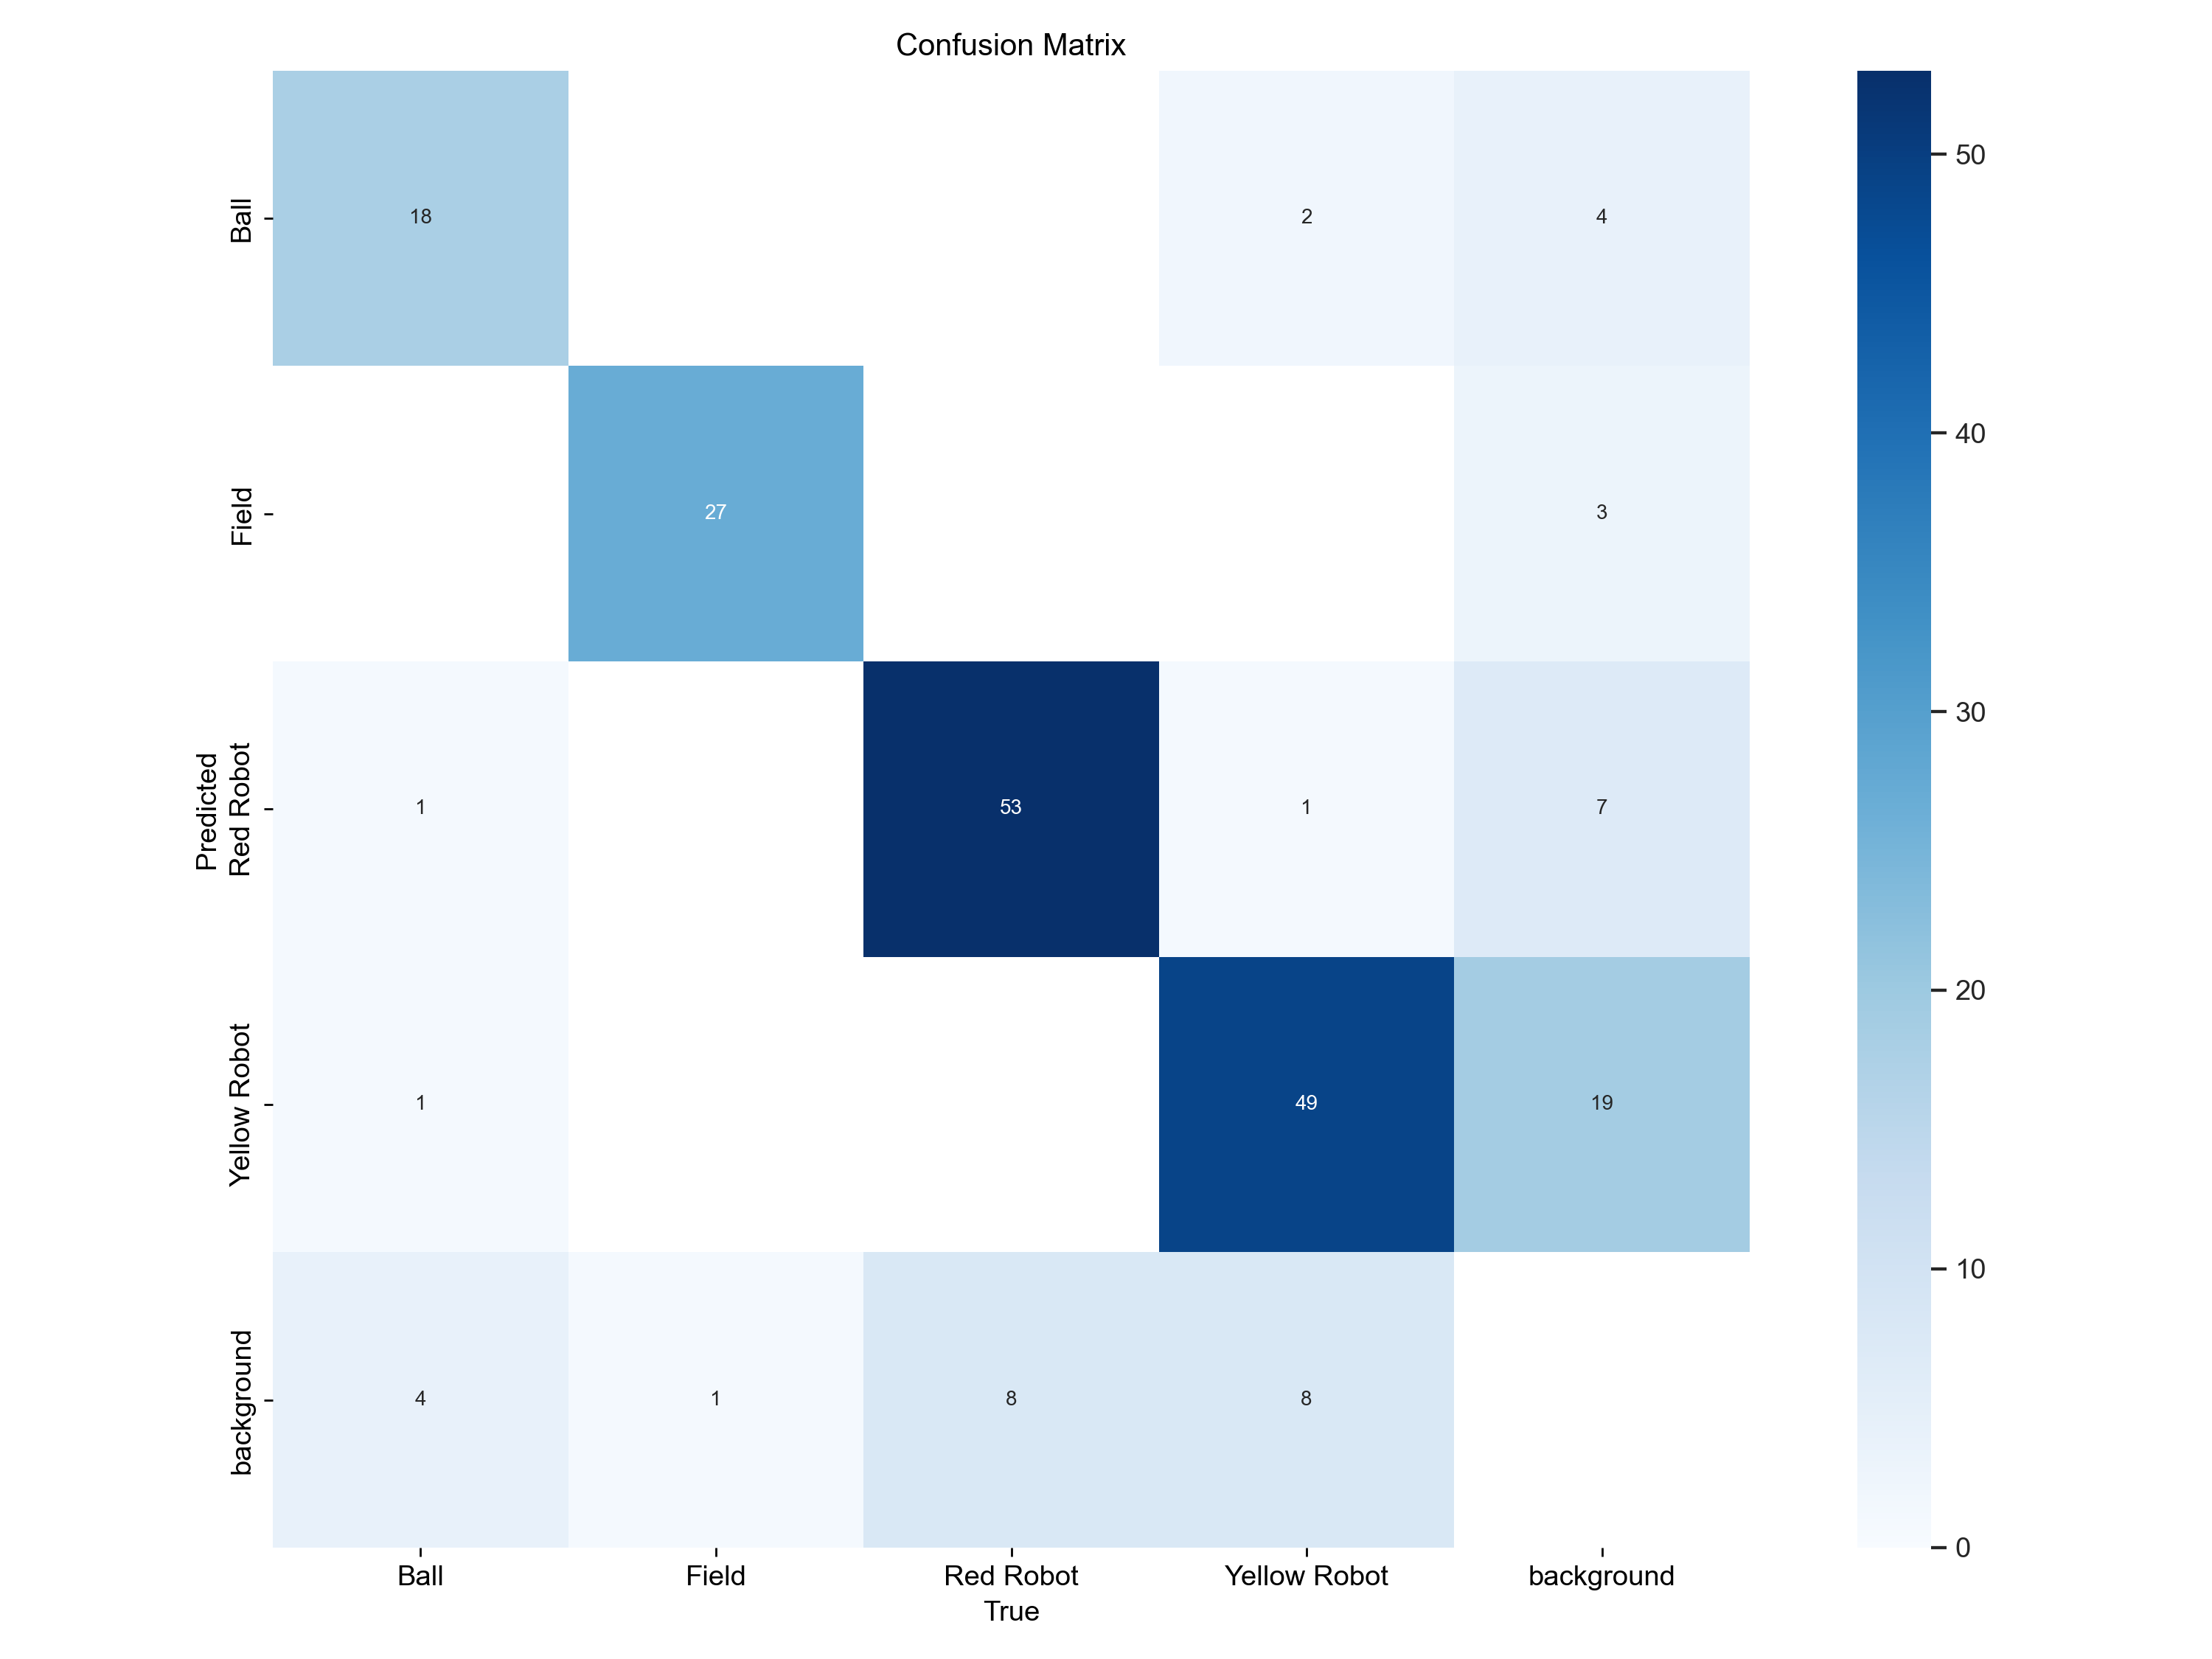 Confusion Matrix
Ball
18
2
4
50
40
Field
27
3
30
Predicted
Red Robot
1
53
1
7
20
Yellow Robot
1
49
19
10
background
4
1
8
8
0
Ball
Field
Red Robot
Yellow Robot
background
True